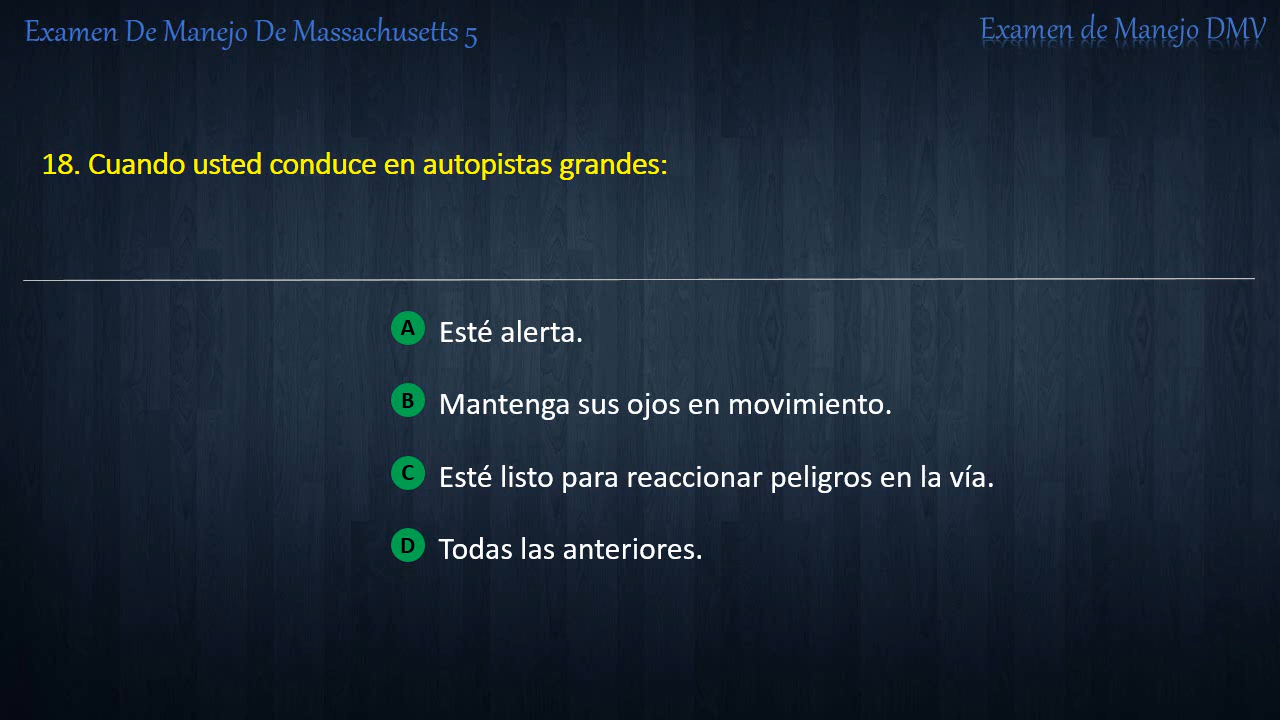 Examen De Manejo De Massachusetts 5
Examen de Manejo DMV
18. Cuando usted conduce en autopistas grandes:
A Esté alerta.
B Mantenga sus ojos en movimiento.
C Esté listo para reaccionar peligros en la vía.
D Todas las anteriores.